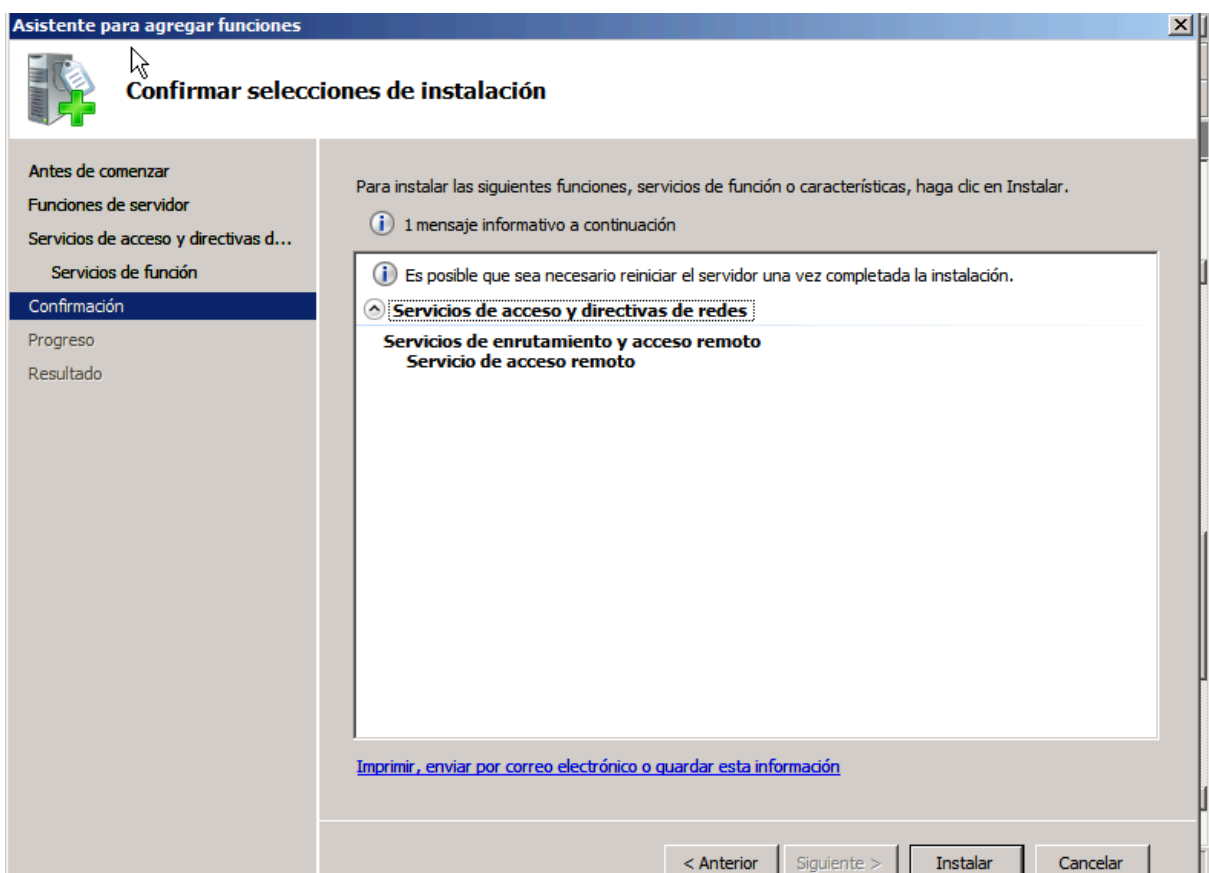 Asistente para agregar funciones
Confirmar selecciones de instalación
Antes de comenzar
Funciones de servidor
Servicios de acceso y directivas d...
Servicios de función
Confirmación
Progreso
Resultado
Para instalar las siguientes funciones, servicios de función o características, haga clic en Instalar.
1 mensaje informativo a continuación
Es posible que sea necesario reiniciar el servidor una vez completada la instalación.
Servicios de acceso y directivas de redes
Servicios de enrutamiento y acceso remoto
Servicio de acceso remoto
Imprimir, enviar por correo electrónico o guardar esta información
< Anterior
Siguiente >
Instalar
Cancelar